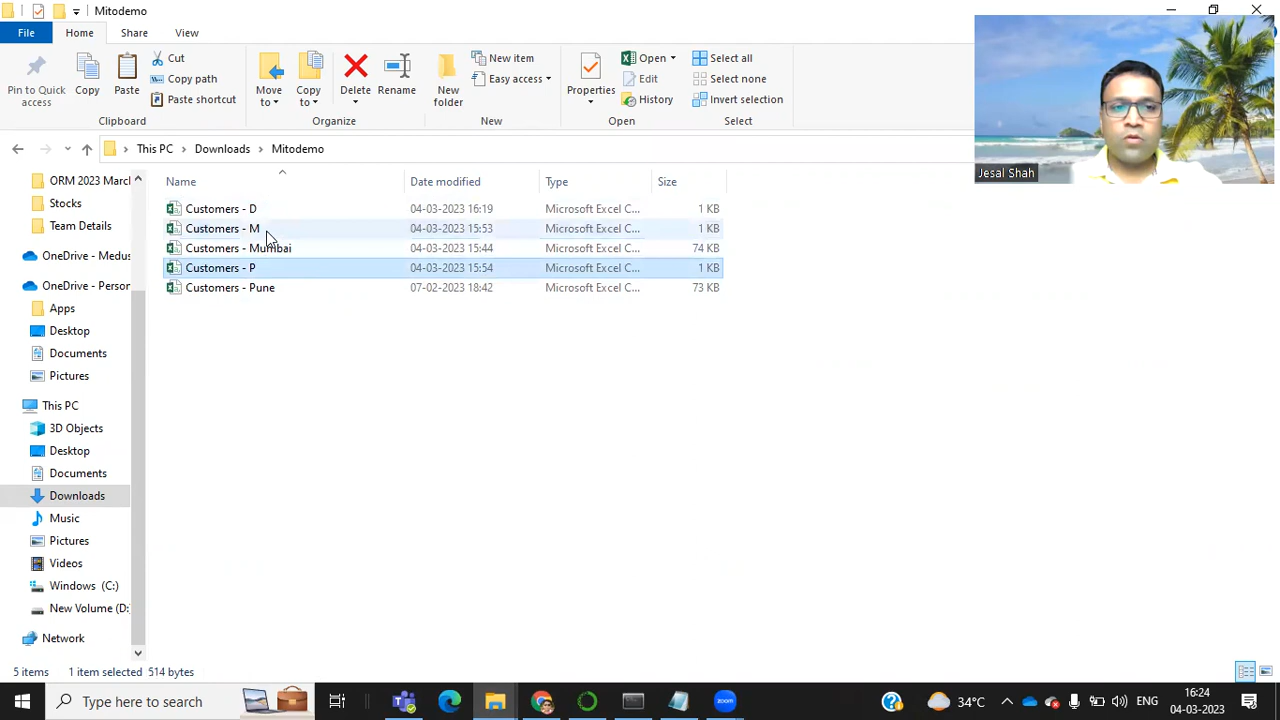 Mitodemo
File
Home
Share
View
Pin to Quick access
Copy
Paste
Cut
Copy path
Paste shortcut
Clipboard
Move to
Copy to
Delete
Rename
Organize
New folder
New item
Easy access
New
Properties
Open
Edit
History
Open
Select all
Select none
Invert selection
Select
This PC
Downloads
Mitodemo
Jesal Shah
Name
Date modified
Type
Size
Customers - D 04-03-2023 16:19 Microsoft Excel C... 1 KB
Customers - M 04-03-2023 15:53 Microsoft Excel C... 1 KB
Customers - Mumbai 04-03-2023 15:44 Microsoft Excel C... 74 KB
Customers - P 04-03-2023 15:54 Microsoft Excel C... 1 KB
Customers - Pune 07-02-2023 18:42 Microsoft Excel C... 73 KB
ORM 2023 March
Stocks
Team Details
OneDrive - Medus
OneDrive - Person
Apps
Desktop
Documents
Pictures
This PC
3D Objects
Desktop
Documents
Downloads
Music
Pictures
Videos
Windows (C:)
New Volume (D:)
Network
5 items 1 item selected 514 bytes
Type here to search
34°C
ENG
16:24
04-03-2023